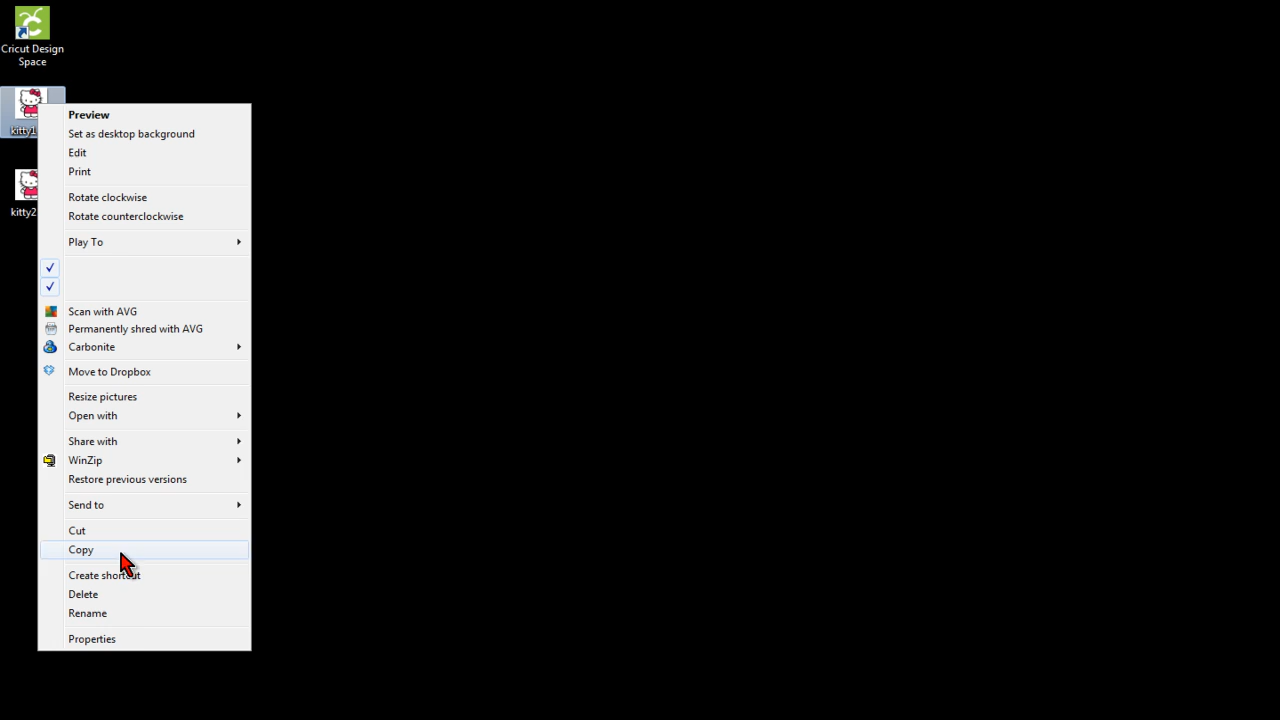 Cricut Design
Space
kitty1
kitty2
Preview
Set as desktop background
Edit
Print
Rotate clockwise
Rotate counterclockwise
Play To
Scan with AVG
Permanently shred with AVG
Carbonite
Move to Dropbox
Resize pictures
Open with
Share with
WinZip
Restore previous versions
Send to
Cut
Copy
Create shortcut
Delete
Rename
Properties